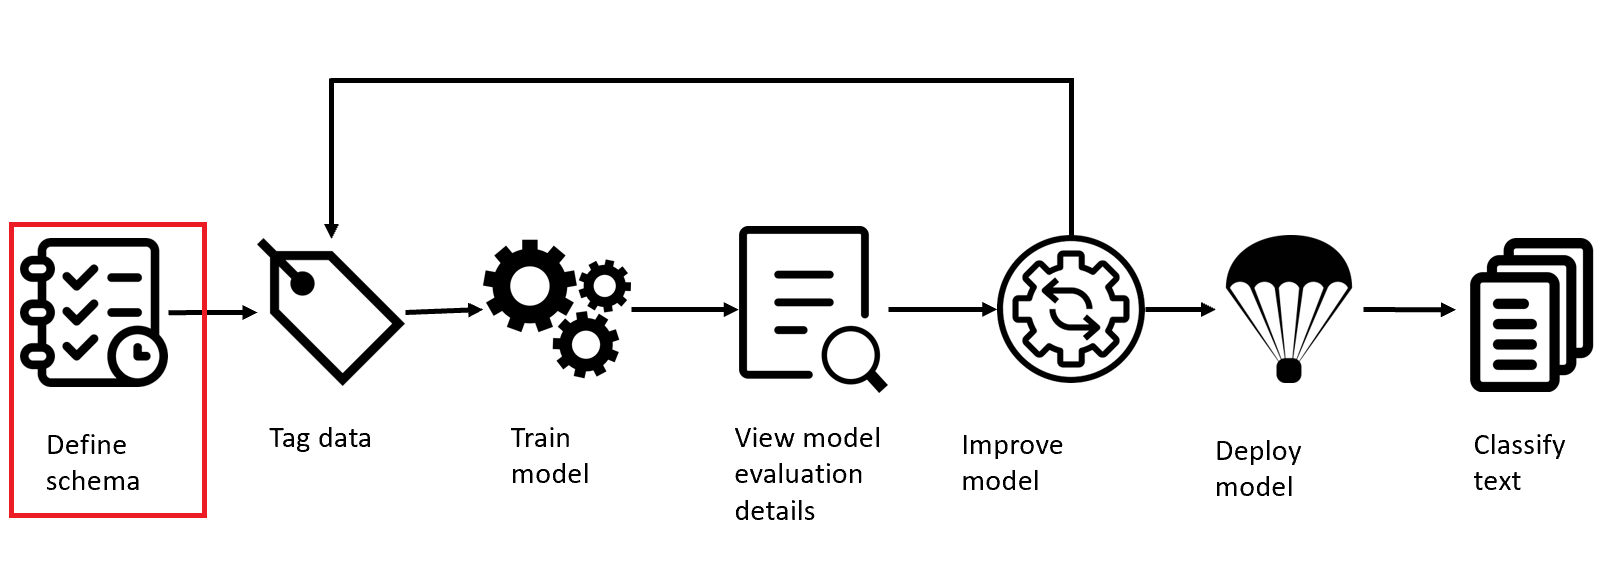 Define
schema
Tag data
Train
model
View model
evaluation
details
Improve
model
Deploy
model
Classify
text